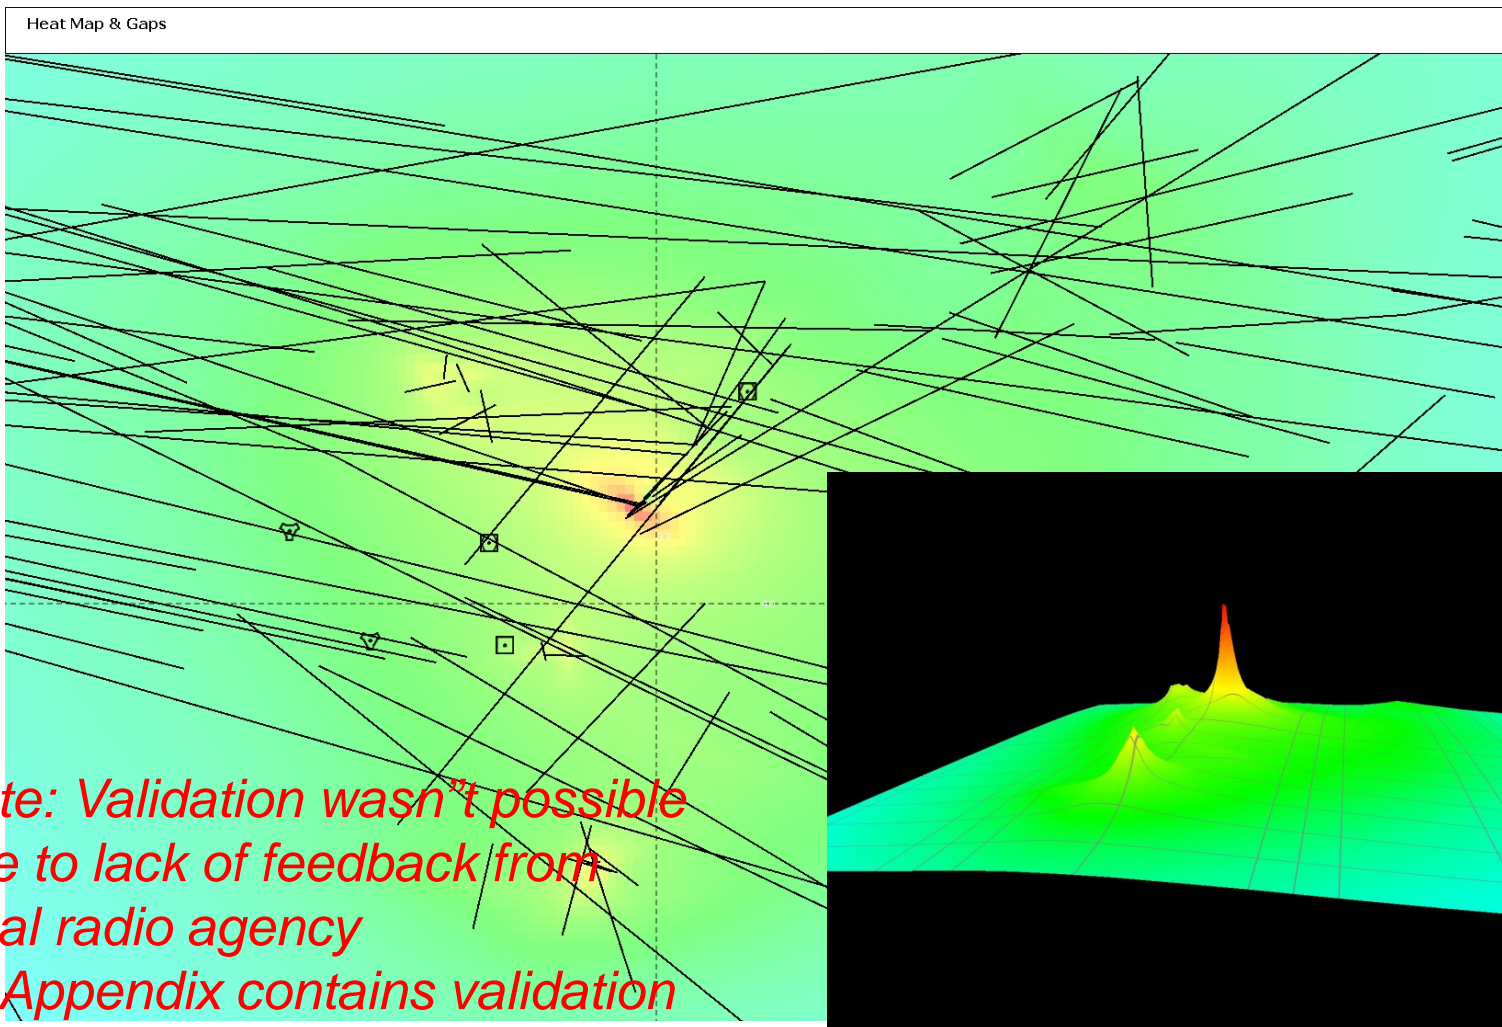 Heat Map & Gaps
te: Validation wasn"t possible
e to lack of feedback from
al radio agency
Appendix contains validation